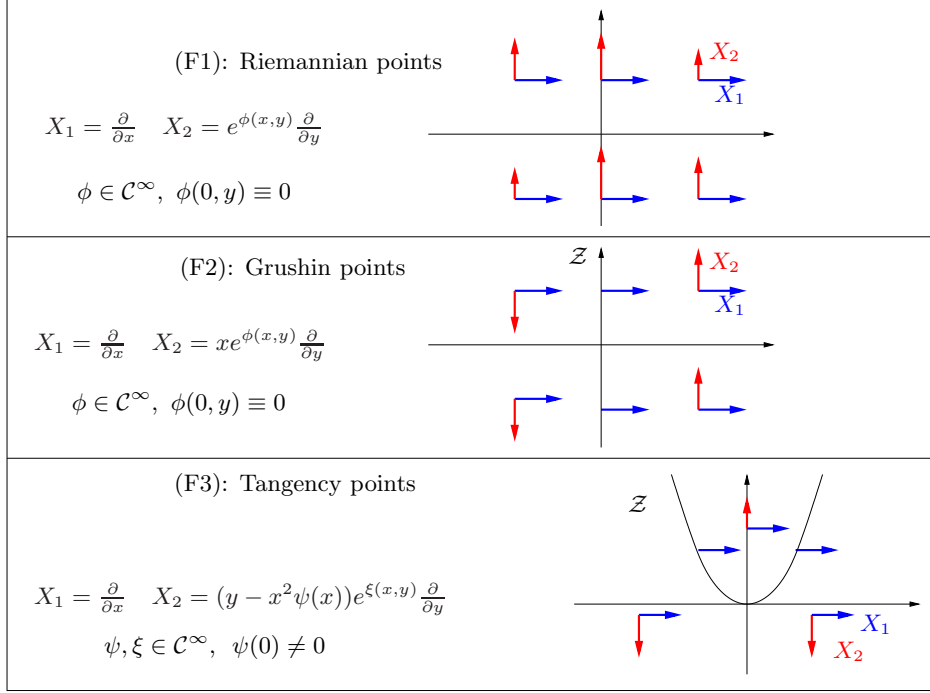 (F1): Riemannian points
X₂
X₁
X₁ = ∂/∂x   X₂ = e^{φ(x,y)} ∂/∂y
ϕ ∈ C^∞, ϕ(0, y) ≡ 0
(F2): Grushin points
Z
X₂
X₁
X₁ = ∂/∂x   X₂ = xe^{ϕ(x,y)} ∂/∂y
ϕ ∈ C^∞, ϕ(0, y) ≡ 0
(F3): Tangency points
Z
X₁ = ∂/∂x   X₂ = (y − x²ψ(x))e^{ξ(x,y)} ∂/∂y
X₁
ψ, ξ ∈ C^∞, ψ(0) ≠ 0
X₂